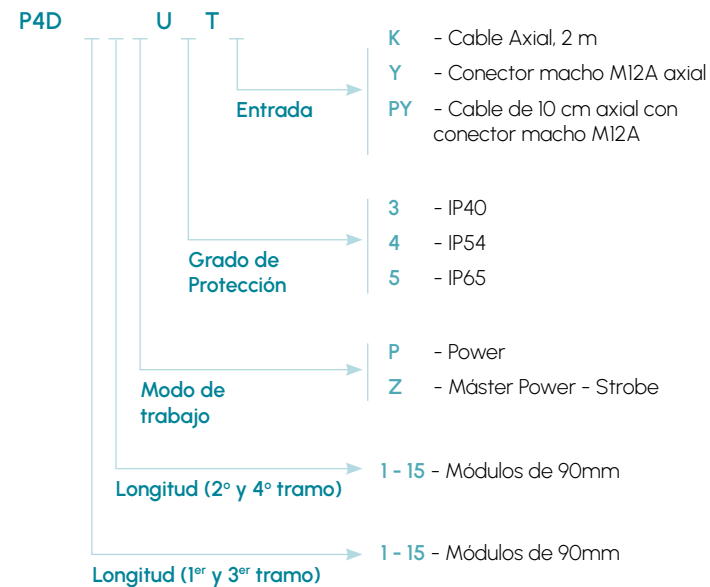 P4D _ _ _ U _ T _
K - Cable Axial, 2 m
Y - Conector macho M12A axial
PY - Cable de 10 cm axial con
conector macho M12A
Entrada
3 - IP40
4 - IP54
5 - IP65
Grado de
Protección
P - Power
Z - Máster Power - Strobe
Modo de
trabajo
1 - 15 - Módulos de 90mm
Longitud (2º y 4º tramo)
1 - 15 - Módulos de 90mm
Longitud (1er y 3er tramo)